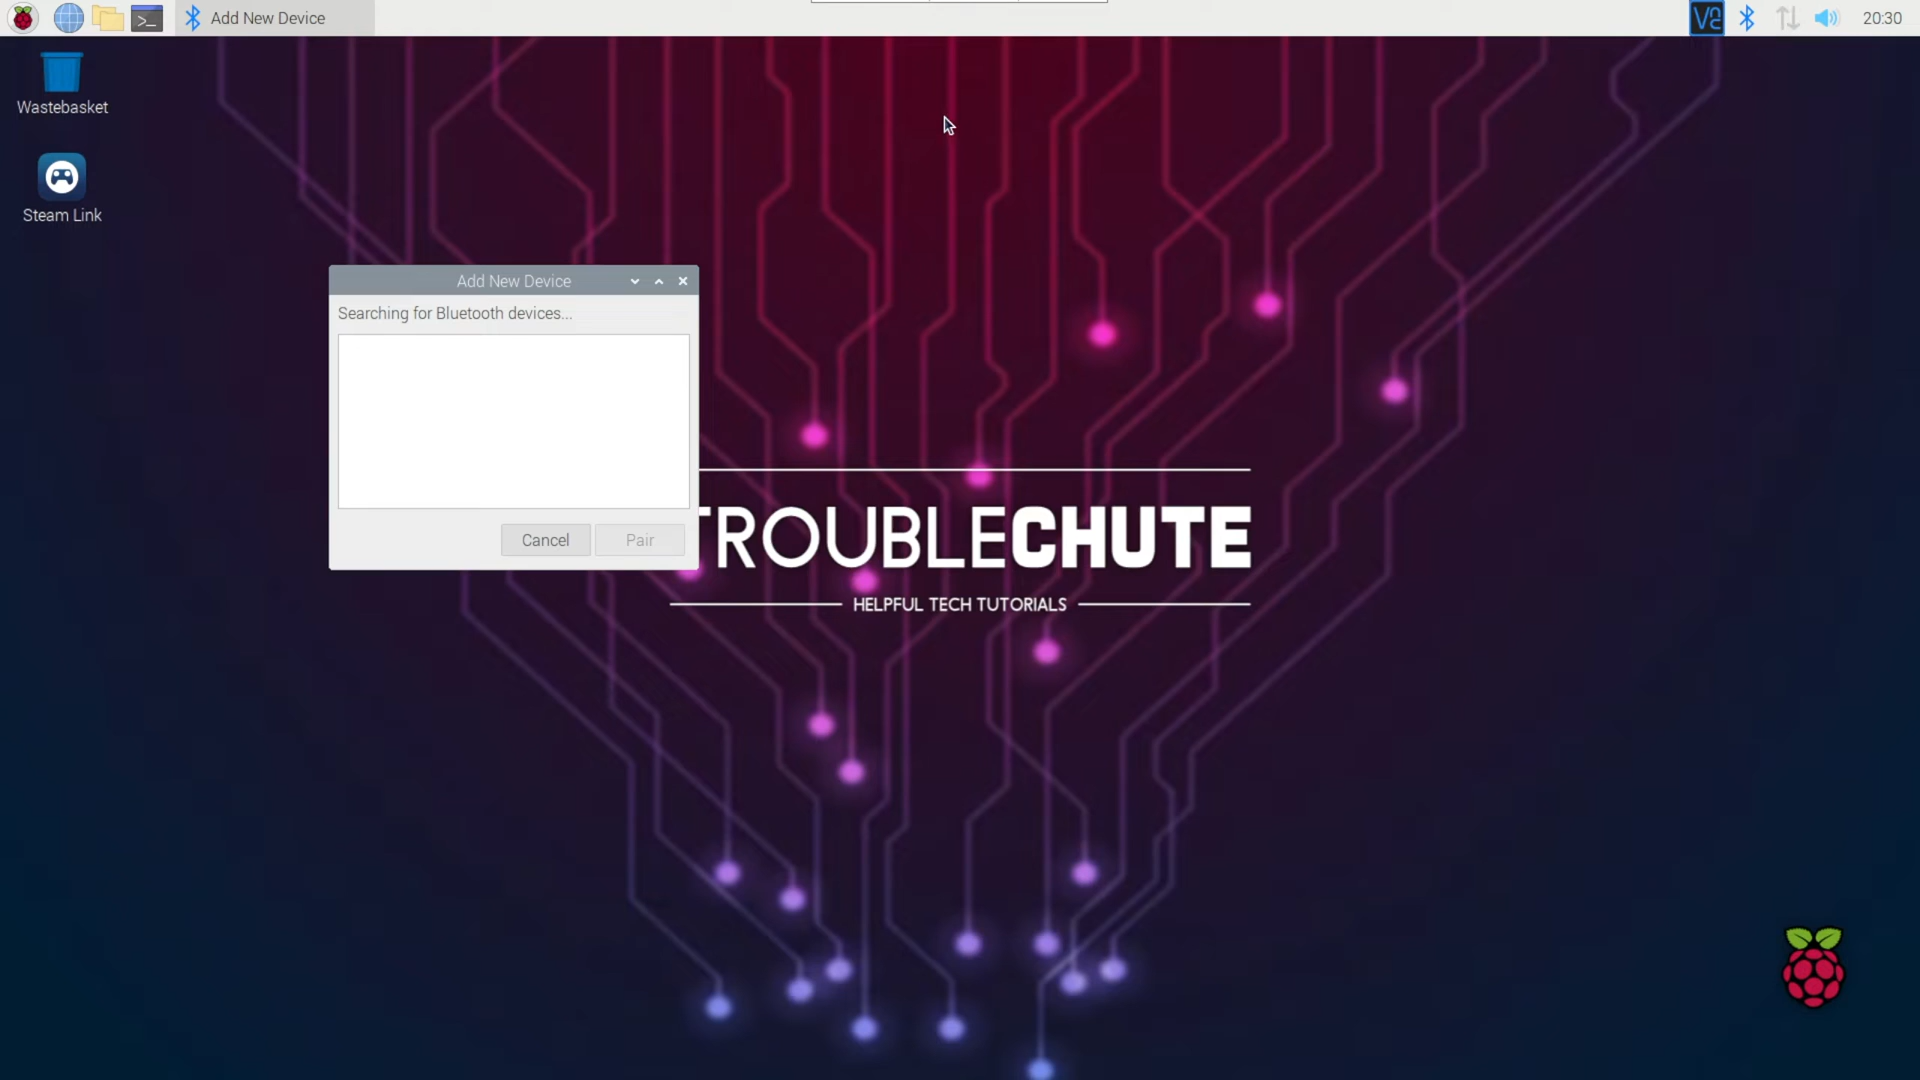 Add New Device
20:30
Wastebasket
Steam Link
Add New Device
Searching for Bluetooth devices...
Cancel
Pair
TROUBLECHUTE
HELPFUL TECH TUTORIALS